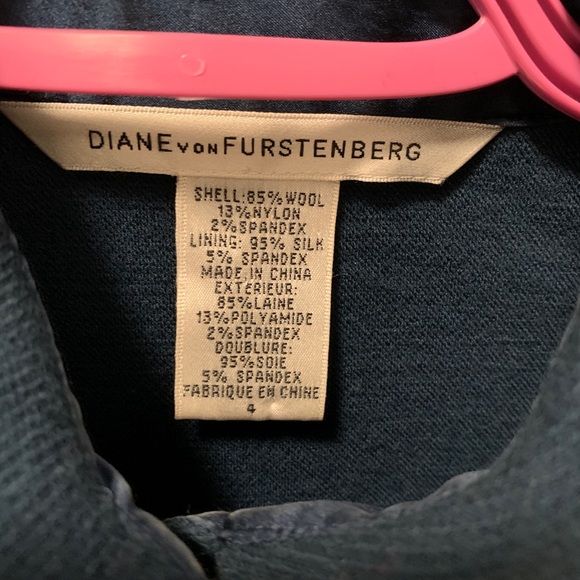 DIANE VON FURSTENBERG
SHELL:85%WOOL
13%NYLON
2%SPANDEX
LINING: 95% SILK
5% SPANDEX
MADE IN CHINA
EXTERIEUR:
85%LAINE
13%POLYAMIDE
2%SPANDEX
DOUBLURE:
95%SOIE
5% SPANDEX
FABRIQUE EN CHINE
4